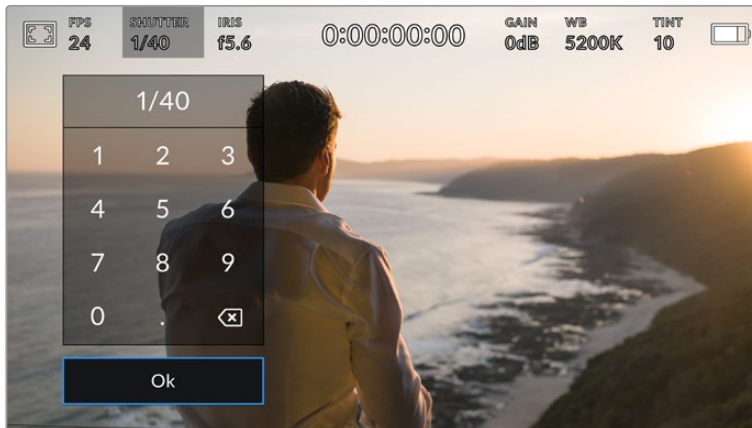 FPS SHUTTER IRIS GAIN WB TINT
24 1/40 f5.6 0:00:00:00 0dB 5200K 10
1/40
1 2 3
4 5 6
7 8 9
0 .
Ok